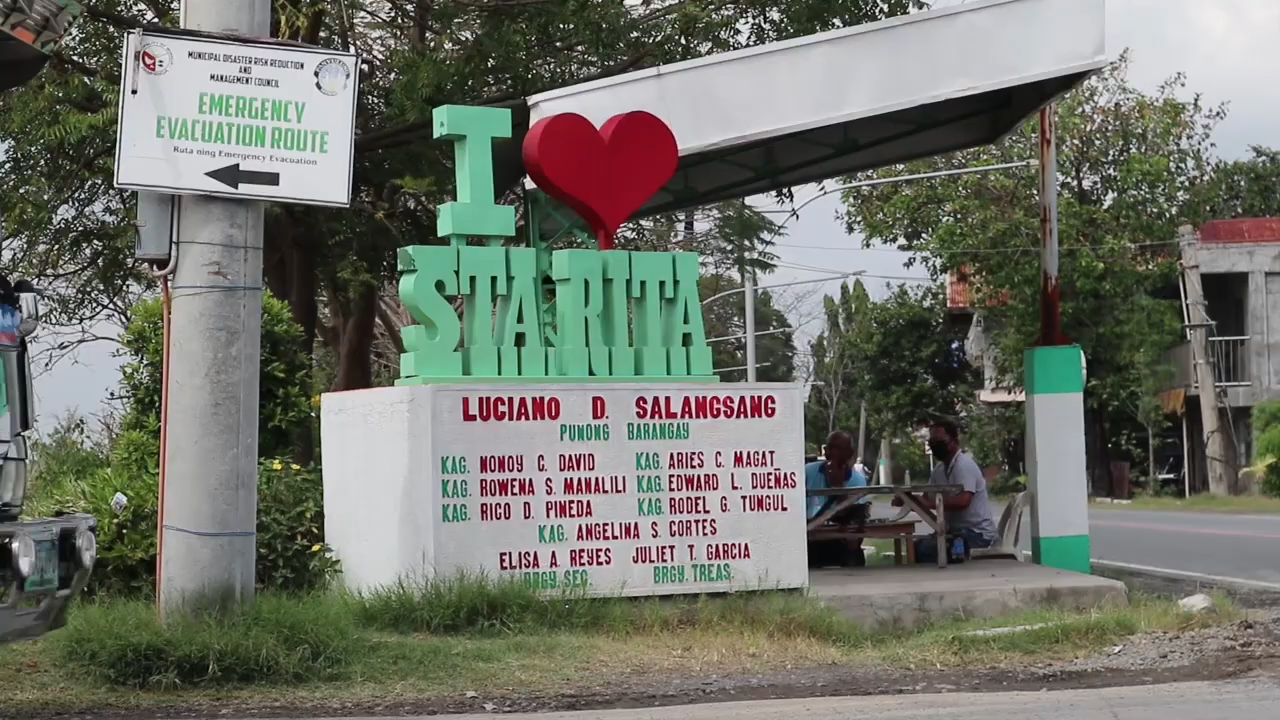 MUNICIPAL DISASTER RISK REDUCTION
AND
MANAGEMENT COUNCIL
EMERGENCY
EVACUATION ROUTE
Ruta ning Emergency Evacuation
I
STA RITA
LUCIANO D. SALANGSANG
PUNONG BARANGAY
KAG. NONOY C. DAVID KAG. ARIES C. MAGAT
KAG. ROWENA S. MANALILI KAG. EDWARD L. DUEÑAS
KAG. RICO D. PINEDA KAG. RODEL G. TUNGUL
KAG. ANGELINA S. CORTES
ELISA A. REYES JULIET T. GARCIA
BRGY. SEC. BRGY. TREAS.